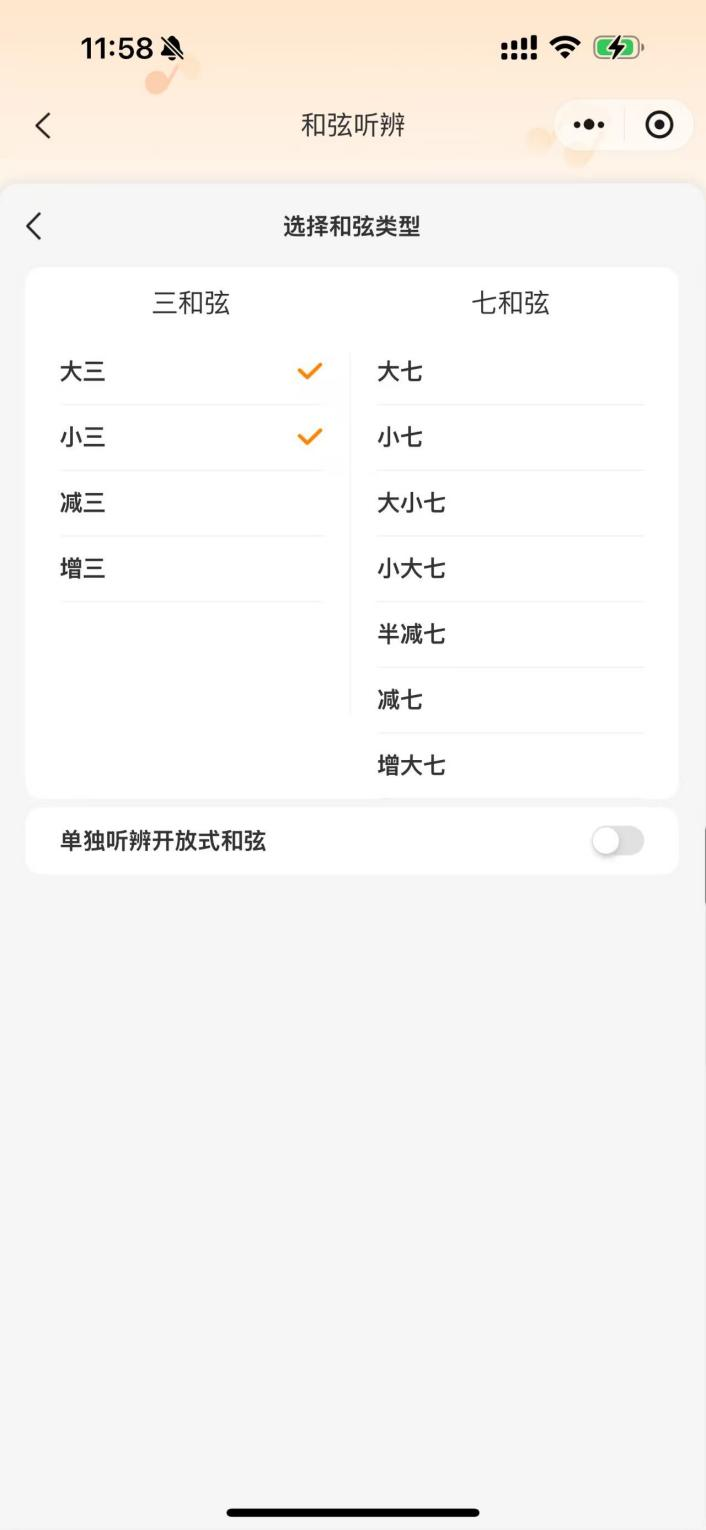 11:58
和弦听辨
选择和弦类型
三和弦
七和弦
大三
大七
小三
小七
减三
大小七
增三
小大七
半减七
减七
增大七
单独听辨开放式和弦